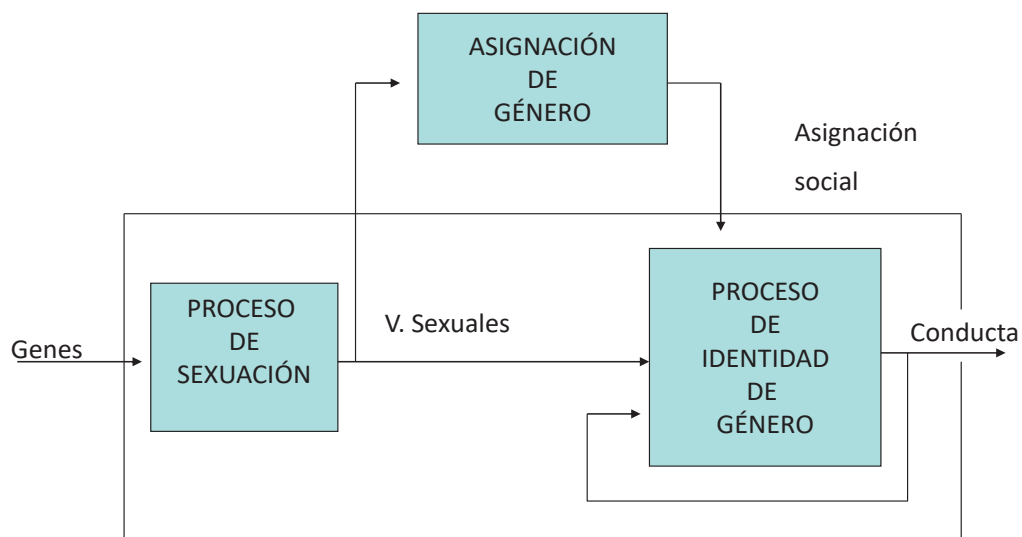 ASIGNACIÓN
DE
GÉNERO
Asignación
social
PROCESO
DE
SEXUACIÓN
V. Sexuales
PROCESO
DE
IDENTIDAD
DE
GÉNERO
Genes
Conducta